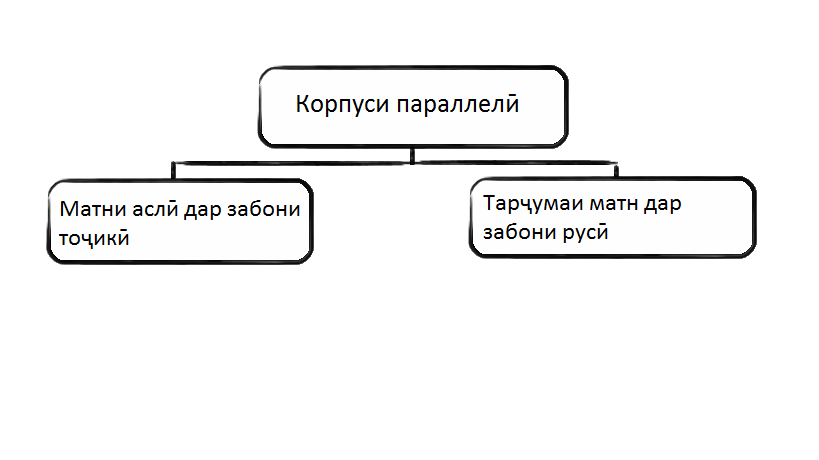 Корпуси параллелӣ
Матни аслӣ дар забони
тоҷикӣ
Тарҷумаи матн дар
забони русӣ